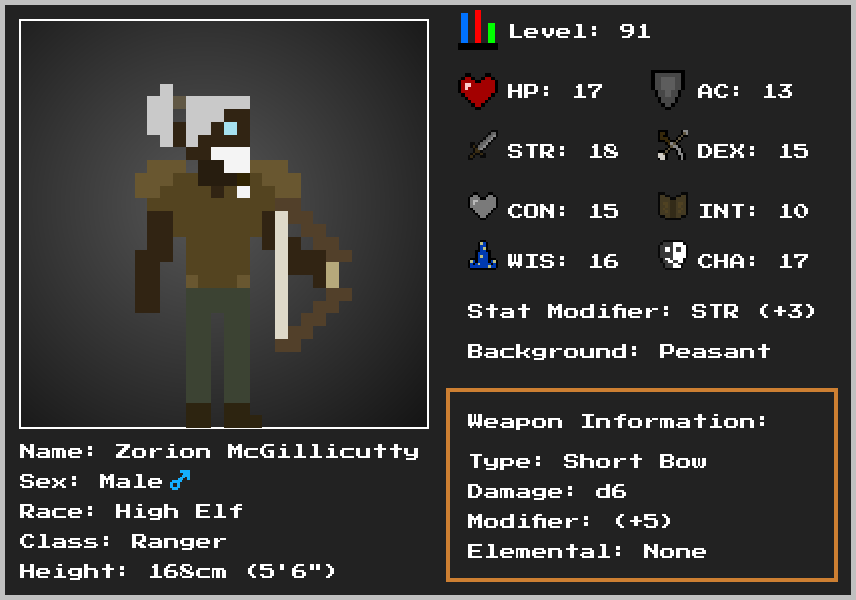 Level: 91
HP: 17 AC: 13
STR: 18 DEX: 15
CON: 15 INT: 10
WIS: 16 CHA: 17
Stat Modifier: STR (+3)
Background: Peasant
Weapon Information:
Type: Short Bow
Damage: d6
Modifier: (+5)
Elemental: None
Name: Zorion McGillicutty
Sex: Male ♂
Race: High Elf
Class: Ranger
Height: 168cm (5'6")